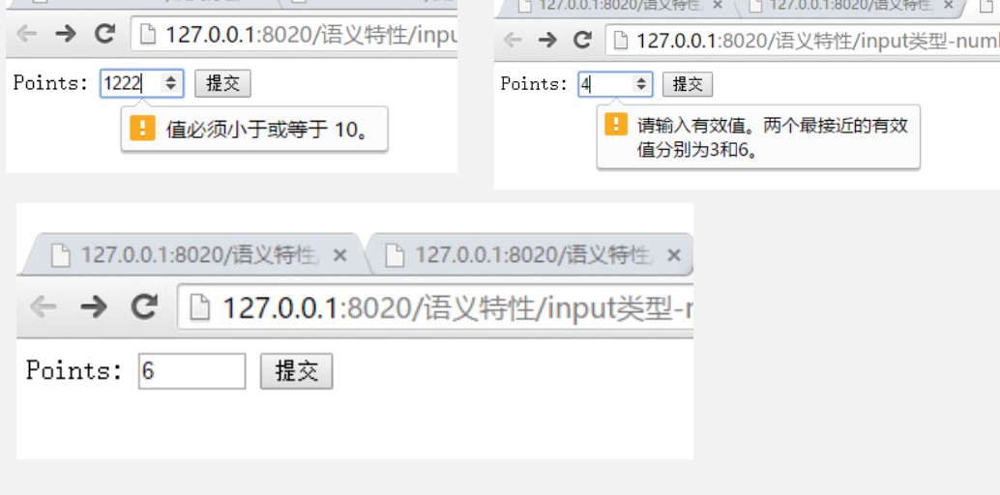 127.0.0.1:8020/语义特性/inpu
Points: 1222 提交
值必须小于或等于 10。
127.0.0.1:8020/语义特性, × 127.0.0.1:8020/语义特性, ×
127.0.0.1:8020/语义特性/input类型-num
Points: 4 提交
请输入有效值。两个最接近的有效
值分别为3和6。
127.0.0.1:8020/语义特性, × 127.0.0.1:8020/语义特性, ×
127.0.0.1:8020/语义特性/input类型-r
Points: 6 提交